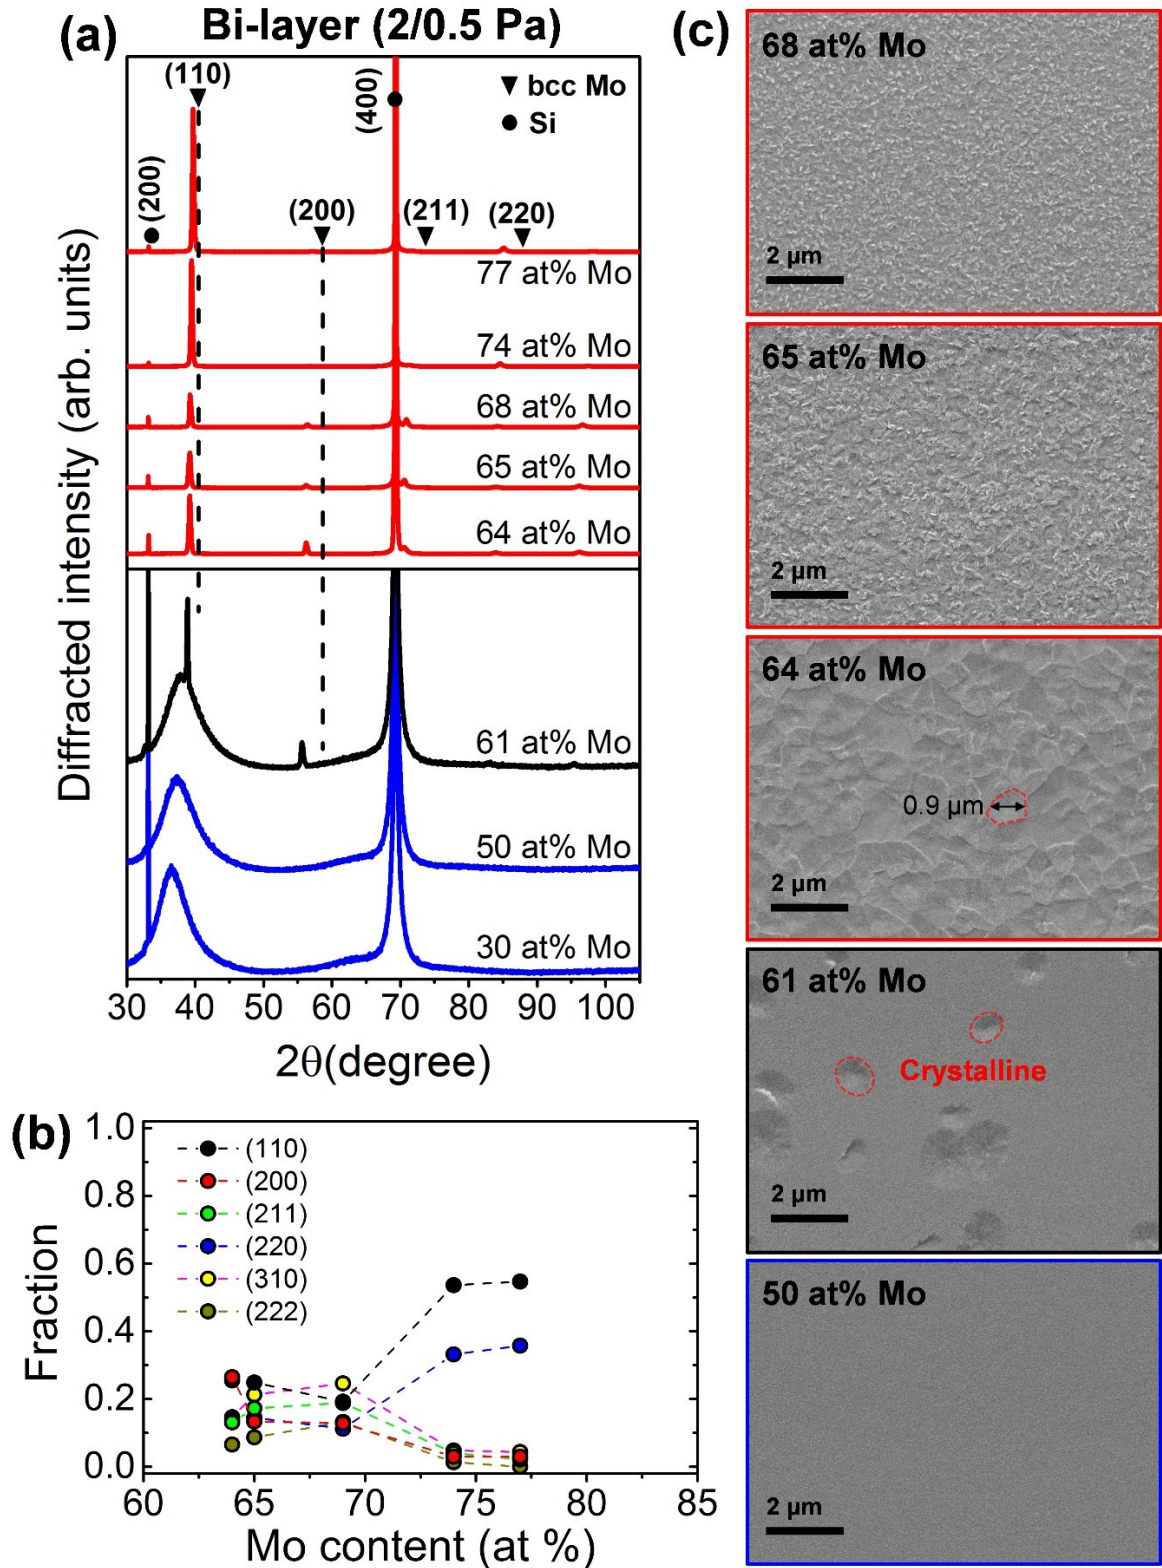 (a)
Bi-layer (2/0.5 Pa)
(110)
(400)
▼ bcc Mo
● Si
(200)
(200)
(211)
(220)
77 at% Mo
74 at% Mo
68 at% Mo
65 at% Mo
64 at% Mo
61 at% Mo
50 at% Mo
30 at% Mo
Diffracted intensity (arb. units)
30 40 50 60 70 80 90 100
2θ(degree)
(b)
1.0
0.8
0.6
0.4
0.2
0.0
Fraction
(110)
(200)
(211)
(220)
(310)
(222)
60 65 70 75 80 85
Mo content (at %)
(c)
68 at% Mo
2 µm
65 at% Mo
2 µm
64 at% Mo
0.9 µm
2 µm
61 at% Mo
Crystalline
2 µm
50 at% Mo
2 µm